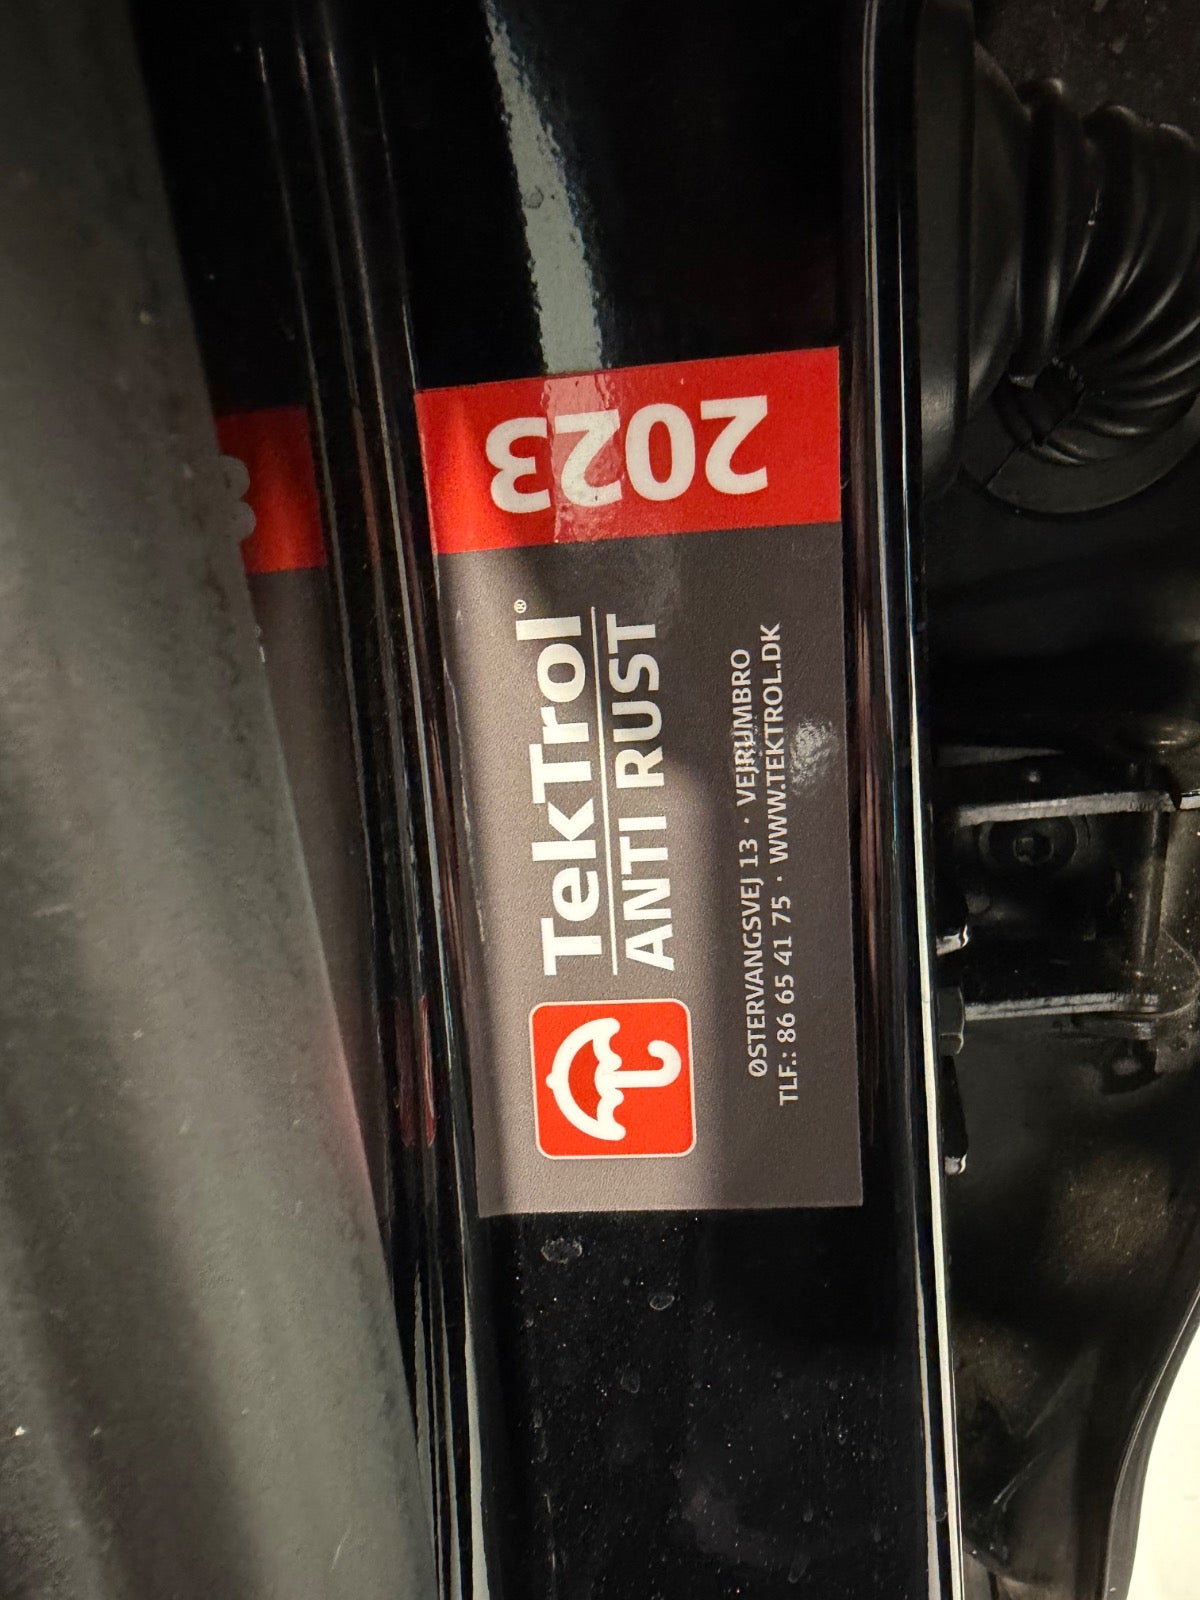 TekTrol®
ANTI RUST
ØSTERVANGSVEJ 13 · VEJRUMBRO
TLF.: 86 65 41 75 · WWW.TEKTROL.DK
2023